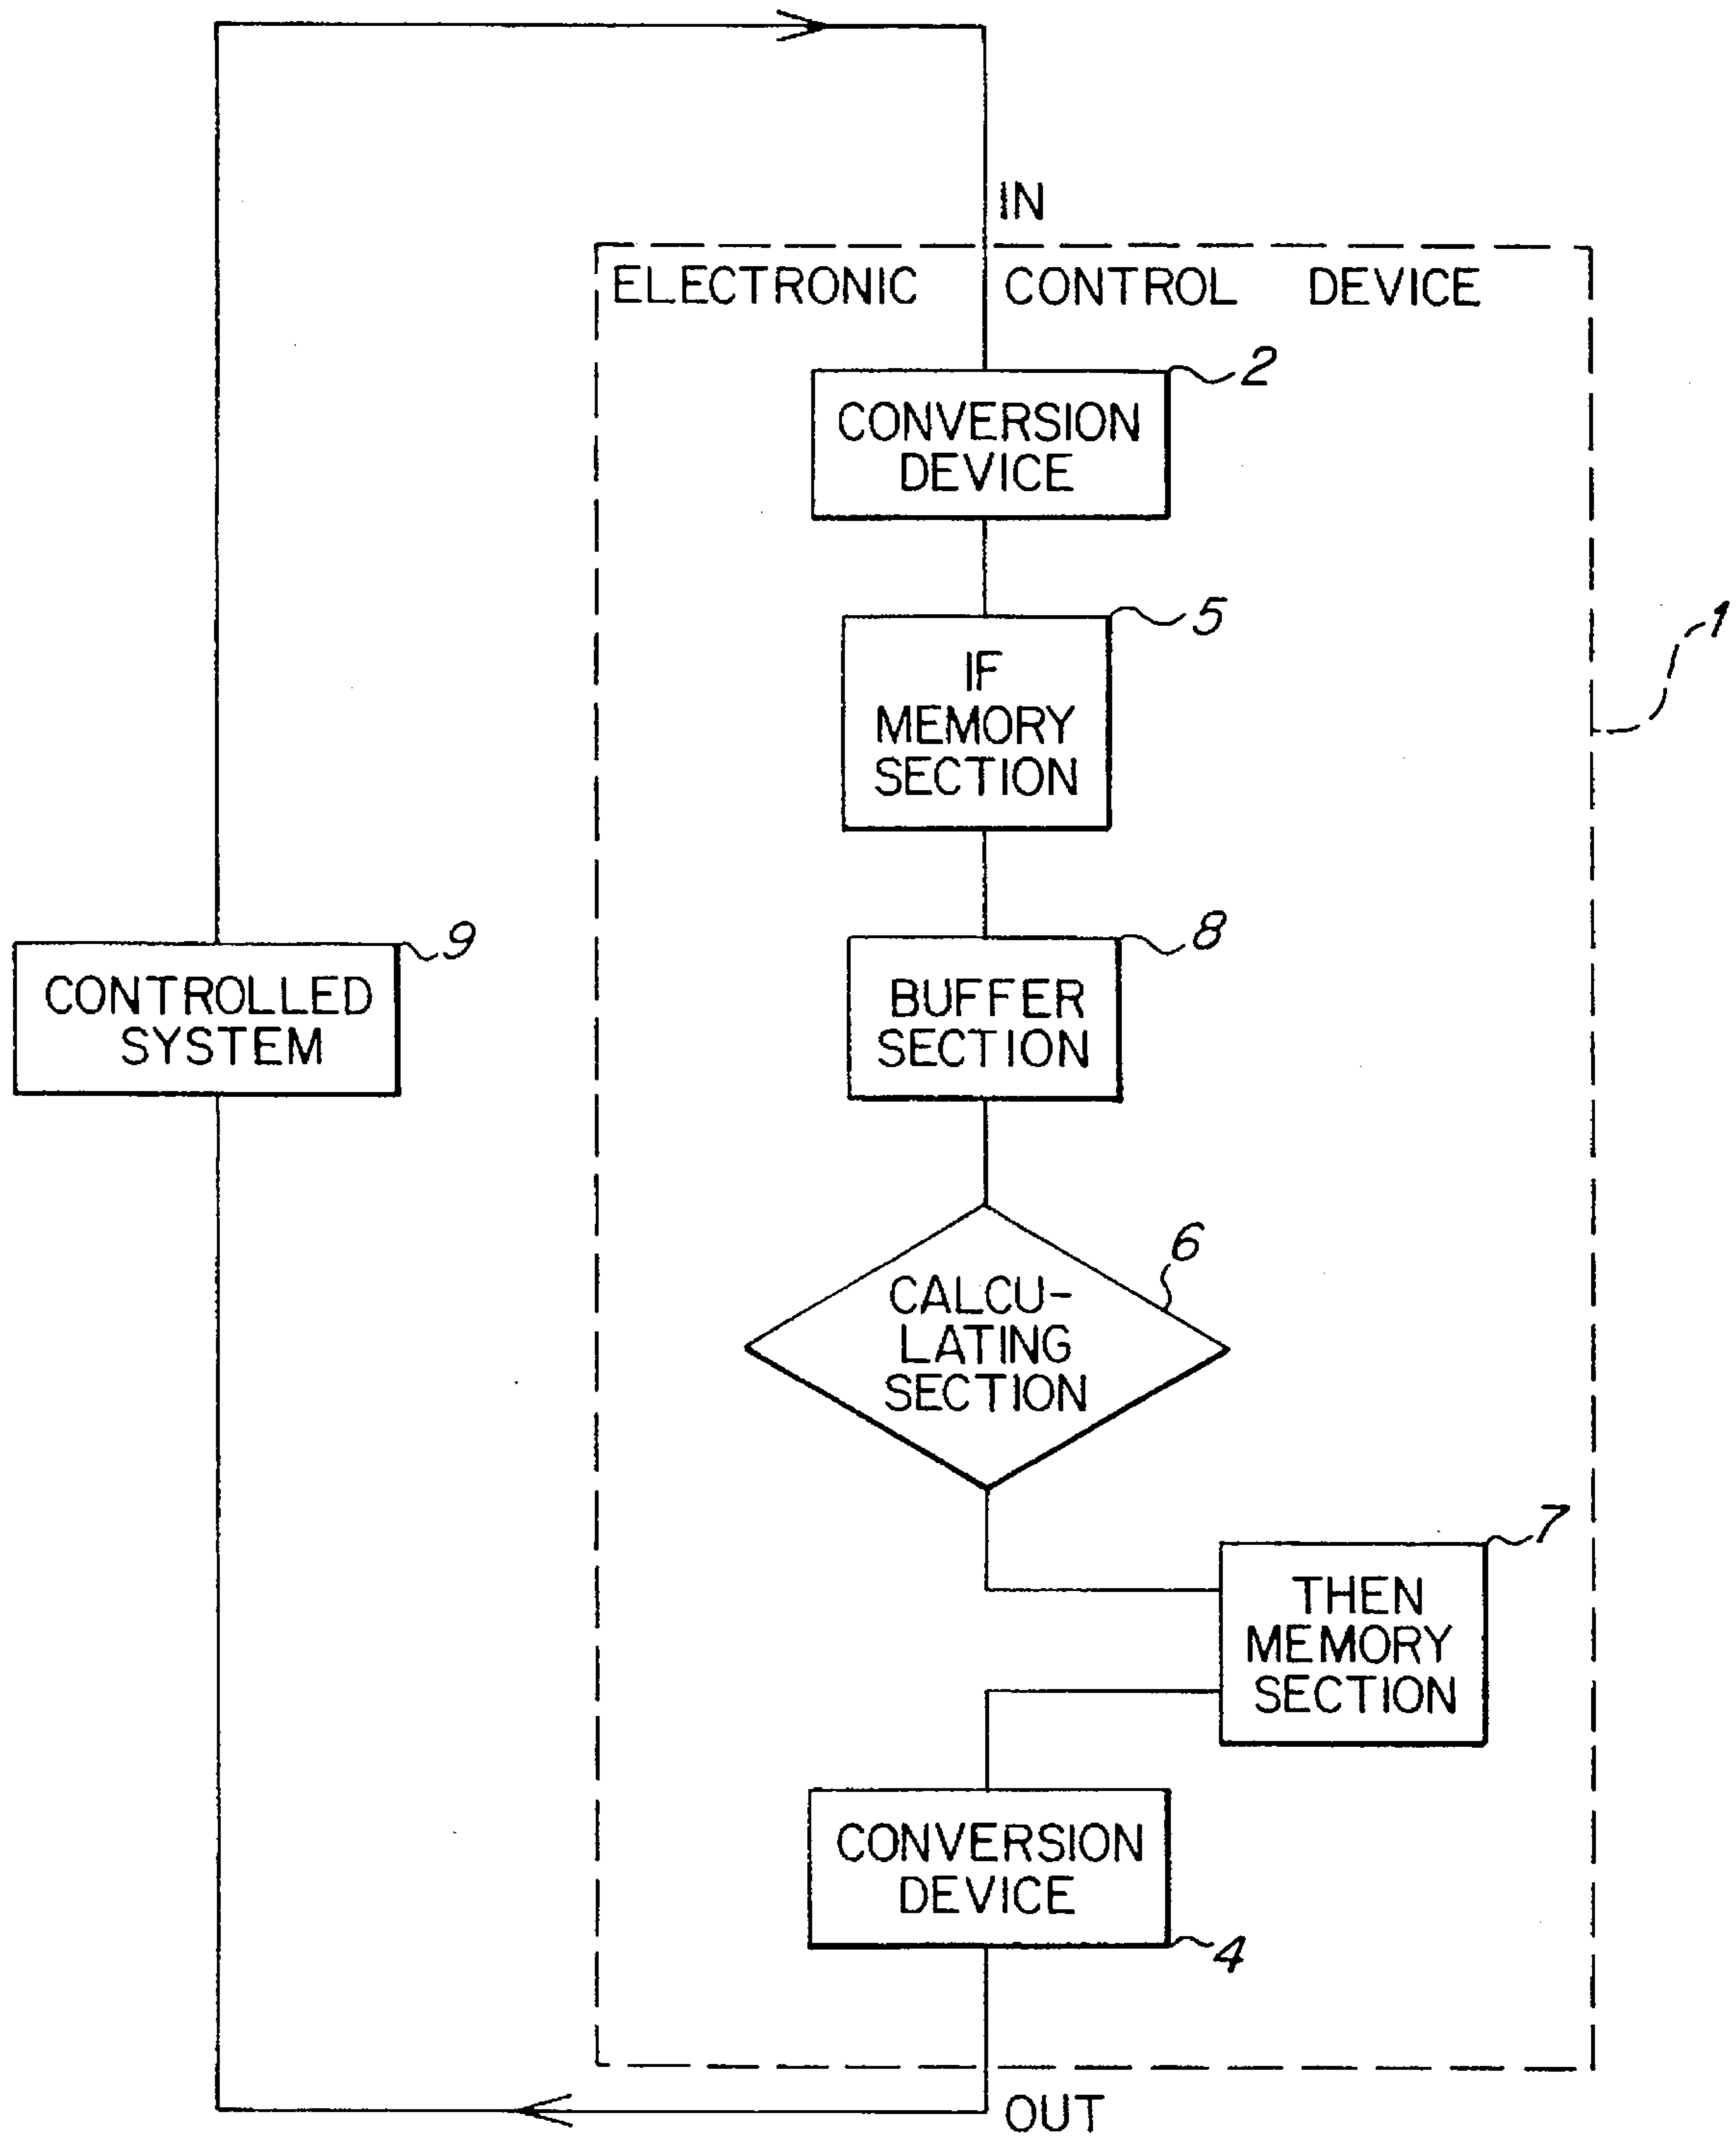 IN
ELECTRONIC CONTROL DEVICE
2
CONVERSION
DEVICE
5
IF
MEMORY
SECTION
1
8
BUFFER
SECTION
9
CONTROLLED
SYSTEM
6
CALCU-
LATING
SECTION
7
THEN
MEMORY
SECTION
CONVERSION
DEVICE
4
OUT